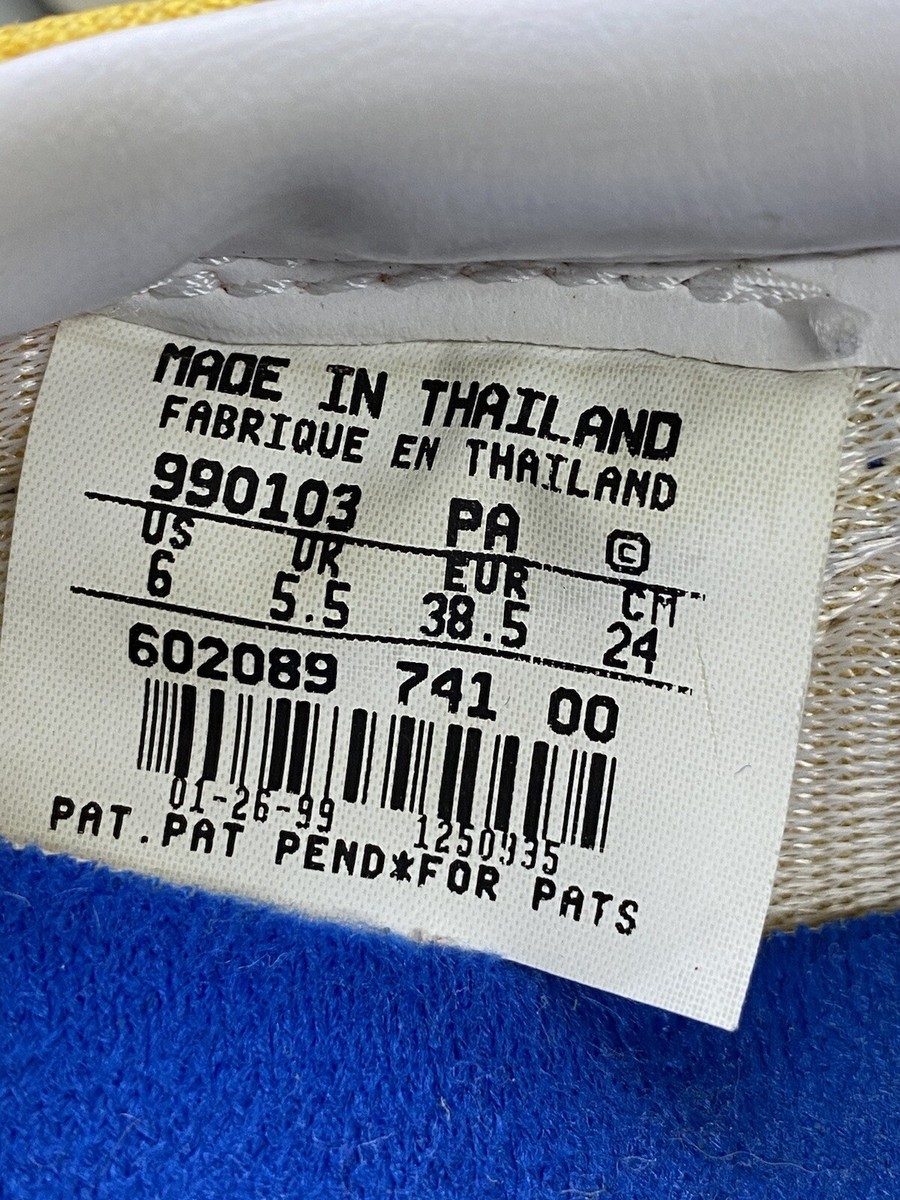 MADE IN THAILAND
FABRIQUE EN THAILAND
990103 PA ©
US UK EUR CM
6 5.5 38.5 24
602089 741 00
01-26-99 1250935
PAT.PAT PEND*FOR PATS